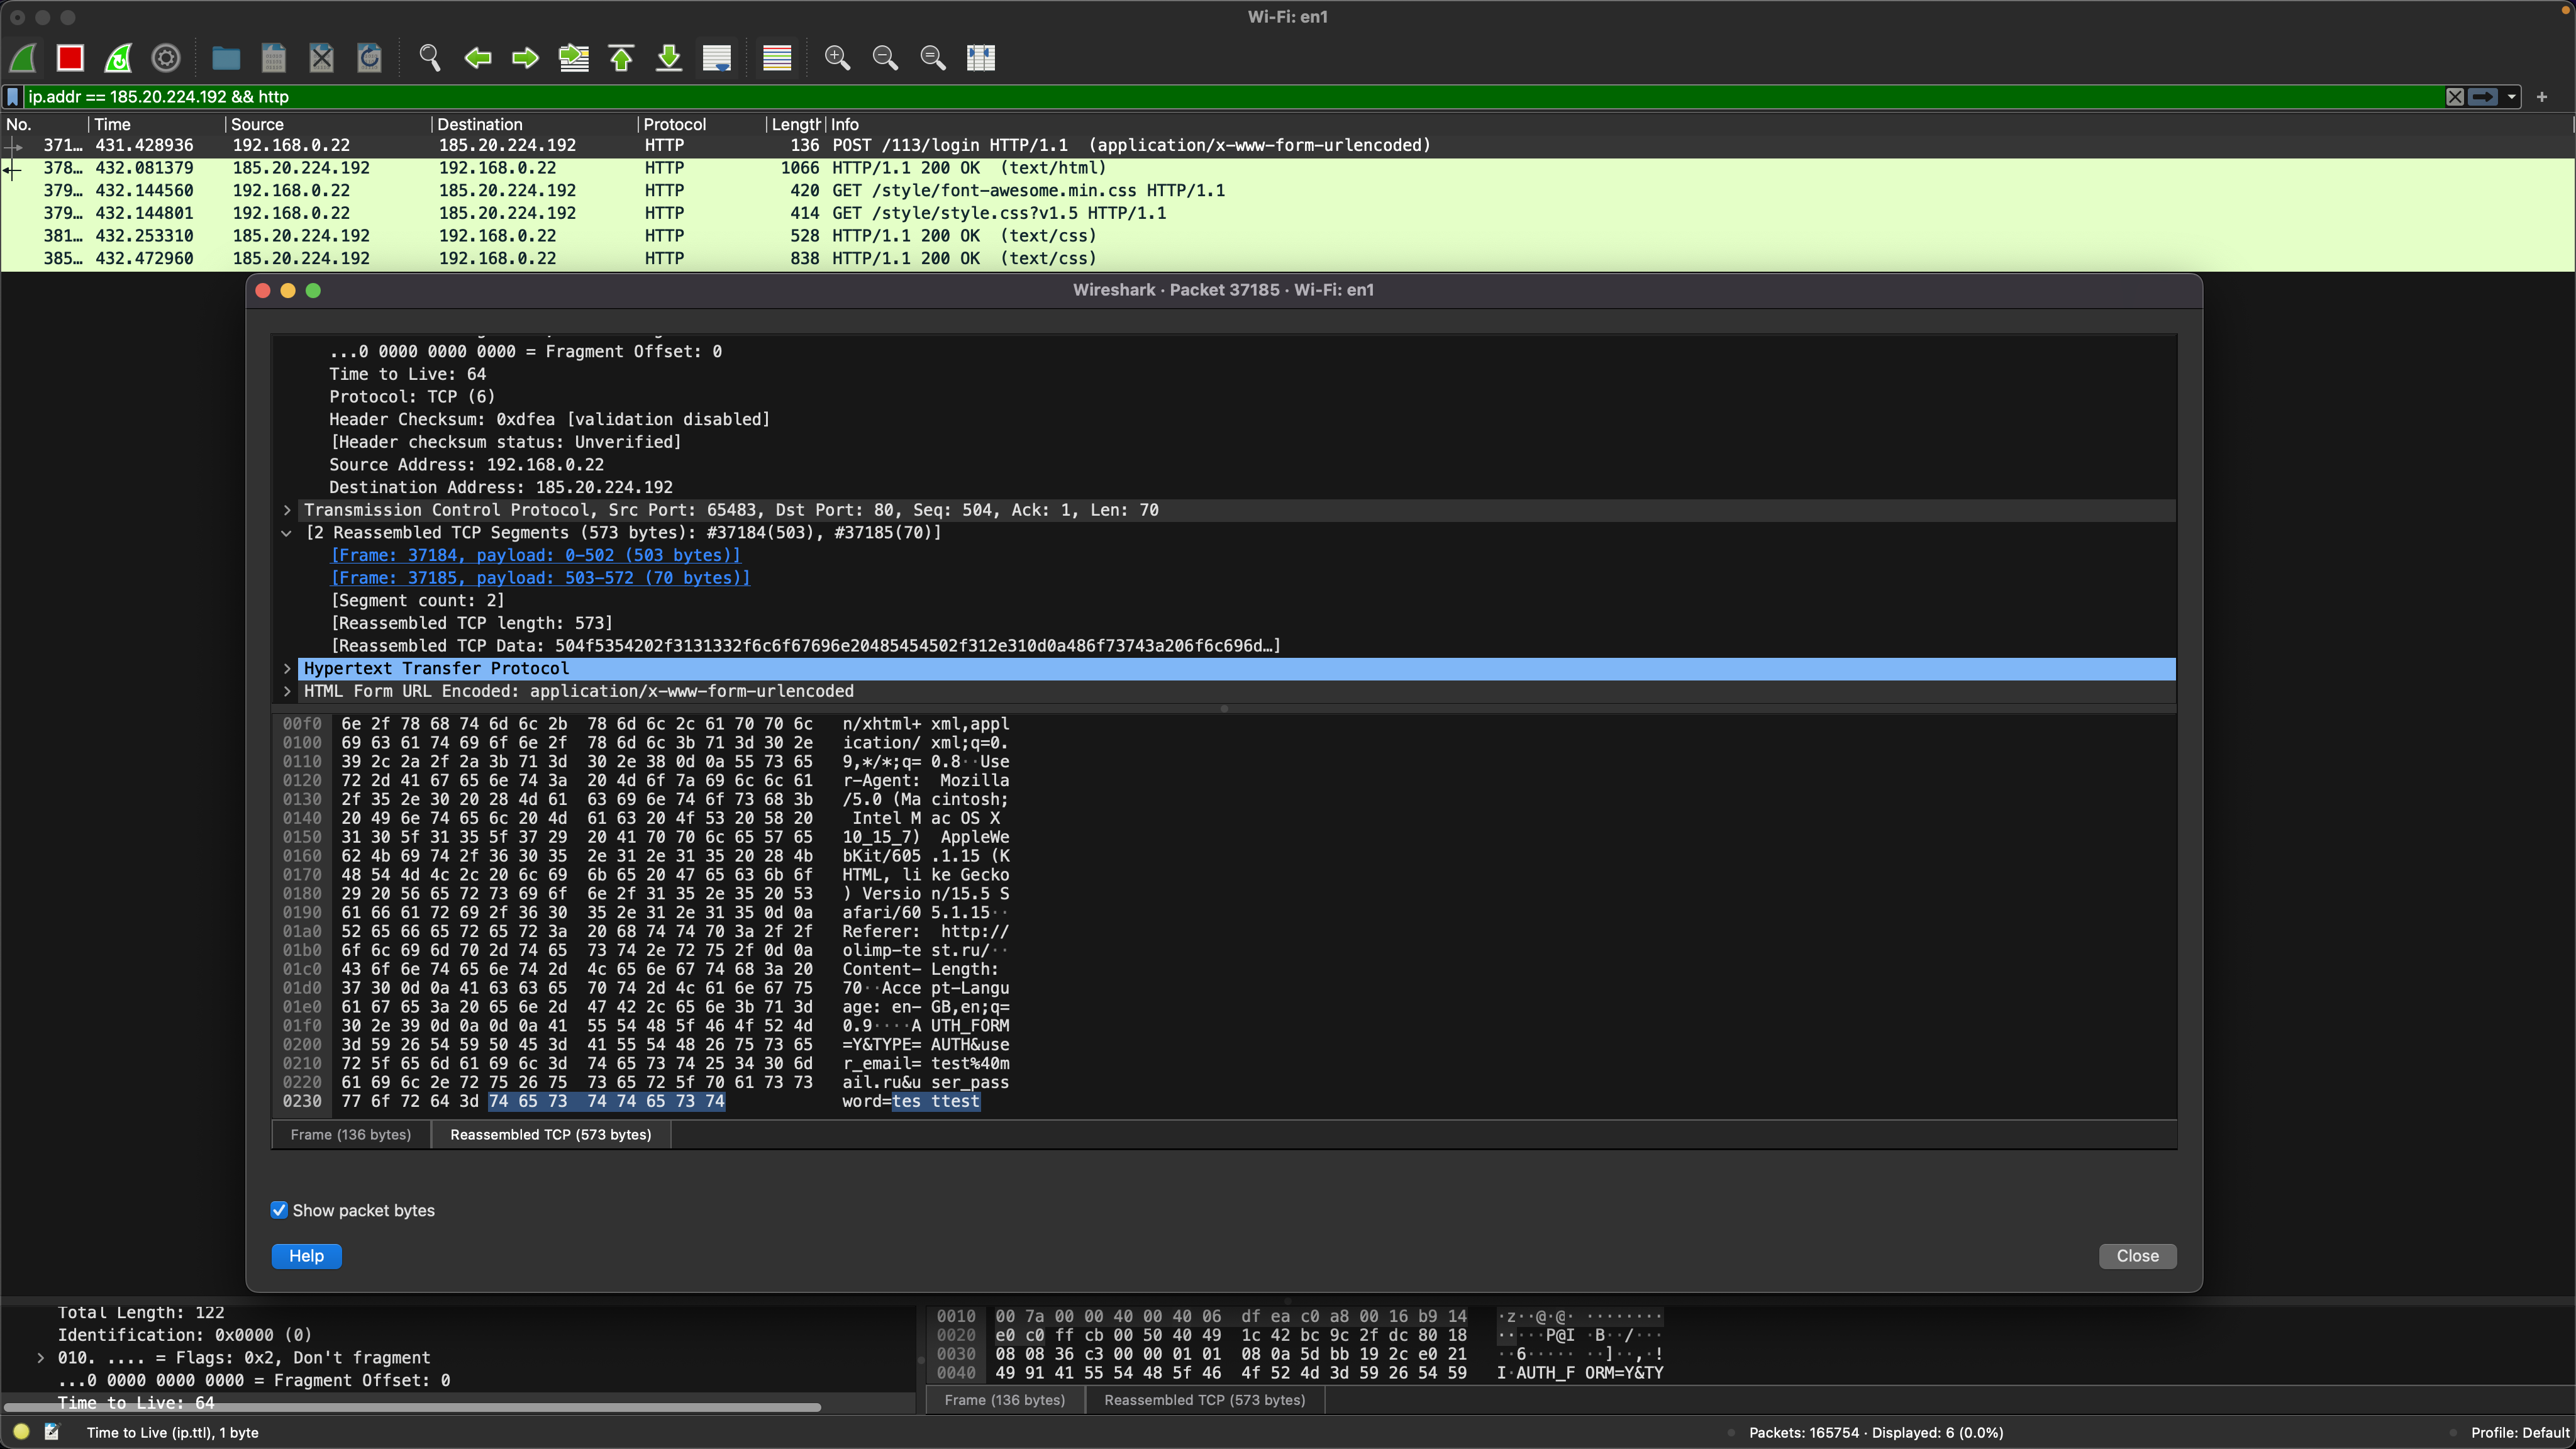 Wi-Fi: en1
ip.addr == 185.20.224.192 && http
No. Time Source Destination Protocol Length Info
371… 431.428936 192.168.0.22 185.20.224.192 HTTP 136 POST /113/login HTTP/1.1 (application/x-www-form-urlencoded)
378… 432.081379 185.20.224.192 192.168.0.22 HTTP 1066 HTTP/1.1 200 OK (text/html)
379… 432.144560 192.168.0.22 185.20.224.192 HTTP 420 GET /style/font-awesome.min.css HTTP/1.1
379… 432.144801 192.168.0.22 185.20.224.192 HTTP 414 GET /style/style.css?v1.5 HTTP/1.1
381… 432.253310 185.20.224.192 192.168.0.22 HTTP 528 HTTP/1.1 200 OK (text/css)
385… 432.472960 185.20.224.192 192.168.0.22 HTTP 838 HTTP/1.1 200 OK (text/css)
Wireshark · Packet 37185 · Wi-Fi: en1
...0 0000 0000 0000 = Fragment Offset: 0
Time to Live: 64
Protocol: TCP (6)
Header Checksum: 0xdfea [validation disabled]
[Header checksum status: Unverified]
Source Address: 192.168.0.22
Destination Address: 185.20.224.192
Transmission Control Protocol, Src Port: 65483, Dst Port: 80, Seq: 504, Ack: 1, Len: 70
[2 Reassembled TCP Segments (573 bytes): #37184(503), #37185(70)]
[Frame: 37184, payload: 0-502 (503 bytes)]
[Frame: 37185, payload: 503-572 (70 bytes)]
[Segment count: 2]
[Reassembled TCP length: 573]
[Reassembled TCP Data: 504f5354202f3131332f6c6f67696e20485454502f312e310d0a486f73743a206f6c696d…]
Hypertext Transfer Protocol
HTML Form URL Encoded: application/x-www-form-urlencoded
00f0 6e 2f 78 68 74 6d 6c 2b 78 6d 6c 2c 61 70 70 6c n/xhtml+ xml,appl
0100 69 63 61 74 69 6f 6e 2f 78 6d 6c 3b 71 3d 30 2e ication/ xml;q=0.
0110 39 2c 2a 2f 2a 3b 71 3d 30 2e 38 0d 0a 55 73 65 9,*/*;q= 0.8··Use
0120 72 2d 41 67 65 6e 74 3a 20 4d 6f 7a 69 6c 6c 61 r-Agent: Mozilla
0130 2f 35 2e 30 20 28 4d 61 63 69 6e 74 6f 73 68 3b /5.0 (Ma cintosh;
0140 20 49 6e 74 65 6c 20 4d 61 63 20 4f 53 20 58 20 Intel M ac OS X
0150 31 30 5f 31 35 5f 37 29 20 41 70 70 6c 65 57 65 10_15_7) AppleWe
0160 62 4b 69 74 2f 36 30 35 2e 31 2e 31 35 20 28 4b bKit/605 .1.15 (K
0170 48 54 4d 4c 2c 20 6c 69 6b 65 20 47 65 63 6b 6f HTML, li ke Gecko
0180 29 20 56 65 72 73 69 6f 6e 2f 31 35 2e 35 20 53 ) Versio n/15.5 S
0190 61 66 61 72 69 2f 36 30 35 2e 31 2e 31 35 0d 0a afari/60 5.1.15··
01a0 52 65 66 65 72 65 72 3a 20 68 74 74 70 3a 2f 2f Referer: http://
01b0 6f 6c 69 6d 70 2d 74 65 73 74 2e 72 75 2f 0d 0a olimp-te st.ru/··
01c0 43 6f 6e 74 65 6e 74 2d 4c 65 6e 67 74 68 3a 20 Content- Length:
01d0 37 30 0d 0a 41 63 63 65 70 74 2d 4c 61 6e 67 75 70··Acce pt-Langu
01e0 61 67 65 3a 20 65 6e 2d 47 42 2c 65 6e 3b 71 3d age: en- GB,en;q=
01f0 30 2e 39 0d 0a 0d 0a 41 55 54 48 5f 46 4f 52 4d 0.9····A UTH_FORM
0200 3d 59 26 54 59 50 45 3d 41 55 54 48 26 75 73 65 =Y&TYPE= AUTH&use
0210 72 5f 65 6d 61 69 6c 3d 74 65 73 74 25 34 30 6d r_email= test%40m
0220 61 69 6c 2e 72 75 26 75 73 65 72 5f 70 61 73 73 ail.ru&u ser_pass
0230 77 6f 72 64 3d 74 65 73 74 74 65 73 74 word=tes ttest
Frame (136 bytes) Reassembled TCP (573 bytes)
Show packet bytes
Help Close
Total Length: 122
Identification: 0x0000 (0)
010. .... = Flags: 0x2, Don't fragment
...0 0000 0000 0000 = Fragment Offset: 0
Time to Live: 64
0010 00 7a 00 00 40 00 40 06 df ea c0 a8 00 16 b9 14 ·z··@·@· ········
0020 e0 c0 ff cb 00 50 40 49 1c 42 bc 9c 2f dc 80 18 ·····P@I ·B··/···
0030 08 08 36 c3 00 00 01 01 08 0a 5d bb 19 2c e0 21 ··6····· ··]··,·!
0040 49 91 41 55 54 48 5f 46 4f 52 4d 3d 59 26 54 59 I·AUTH_F ORM=Y&TY
Frame (136 bytes) Reassembled TCP (573 bytes)
Time to Live (ip.ttl), 1 byte Packets: 165754 · Displayed: 6 (0.0%) Profile: Default